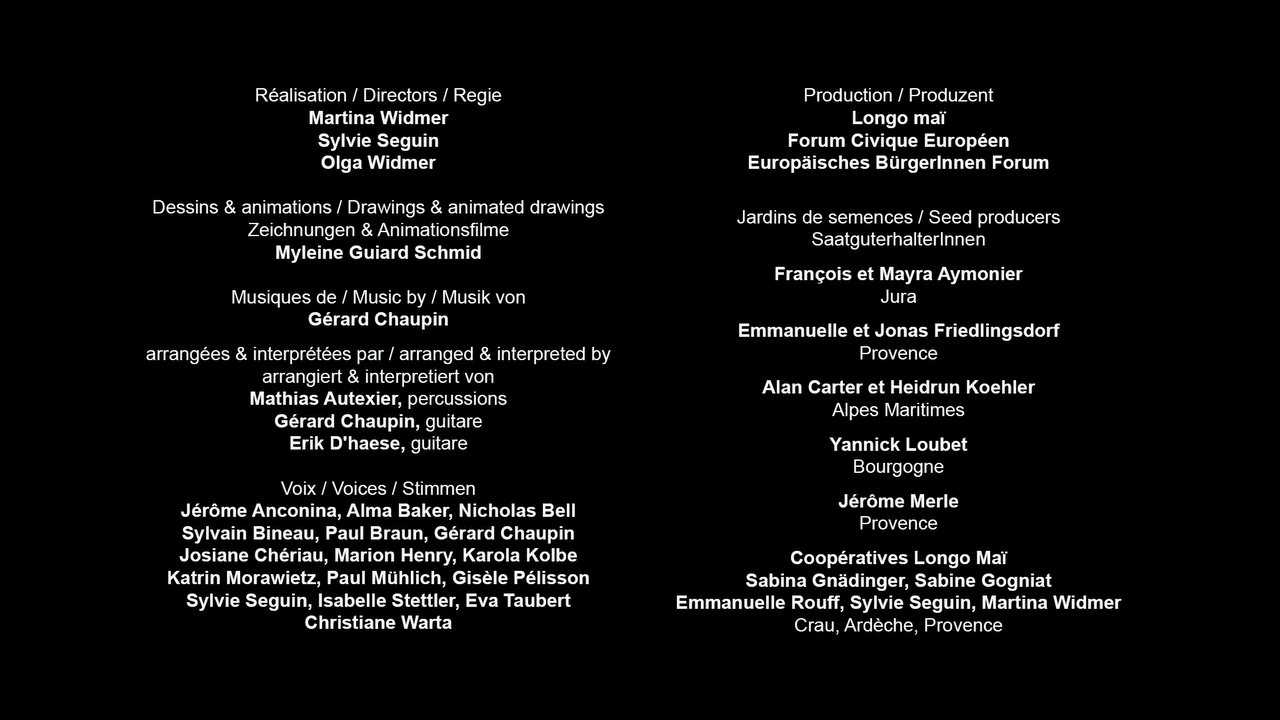 Réalisation / Directors / Regie
Martina Widmer
Sylvie Seguin
Olga Widmer
Dessins & animations / Drawings & animated drawings
Zeichnungen & Animationsfilme
Myleine Guiard Schmid
Musiques de / Music by / Musik von
Gérard Chaupin
arrangées & interprétées par / arranged & interpreted by
arrangiert & interpretiert von
Mathias Autexier, percussions
Gérard Chaupin, guitare
Erik D'haese, guitare
Voix / Voices / Stimmen
Jérôme Anconina, Alma Baker, Nicholas Bell
Sylvain Bineau, Paul Braun, Gérard Chaupin
Josiane Chériau, Marion Henry, Karola Kolbe
Katrin Morawietz, Paul Mühlich, Gisèle Pélisson
Sylvie Seguin, Isabelle Stettler, Eva Taubert
Christiane Warta
Production / Produzent
Longo maï
Forum Civique Européen
Europäisches BürgerInnen Forum
Jardins de semences / Seed producers
SaatguterhalterInnen
François et Mayra Aymonier
Jura
Emmanuelle et Jonas Friedlingsdorf
Provence
Alan Carter et Heidrun Koehler
Alpes Maritimes
Yannick Loubet
Bourgogne
Jérôme Merle
Provence
Coopératives Longo Maï
Sabina Gnädinger, Sabine Gogniat
Emmanuelle Rouff, Sylvie Seguin, Martina Widmer
Crau, Ardèche, Provence